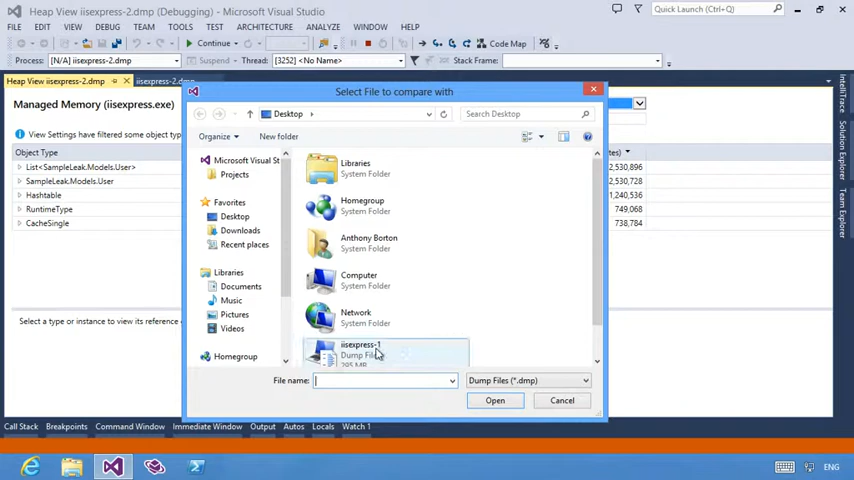 Heap View iisexpress-2.dmp (Debugging) - Microsoft Visual Studio
Quick Launch (Ctrl+Q)
FILE EDIT VIEW DEBUG TEAM TOOLS TEST ARCHITECTURE ANALYZE WINDOW HELP
Continue Code Map
Process: [N/A] iisexpress-2.dmp Suspend Thread: [3252] <No Name> Stack Frame:
Heap View iisexpress-2.dmp iisexpress-2.dmp
Managed Memory (iisexpress.exe)
View Settings have filtered some object typ
Object Type
List<SampleLeak.Models.User>
SampleLeak.Models.User
Hashtable
RuntimeType
CacheSingle
2,530,896
2,530,728
1,240,536
749,068
738,784
Select a type or instance to view its reference
Select File to compare with
Desktop
Search Desktop
Organize New folder
Microsoft Visual St
Projects
Favorites
Desktop
Downloads
Recent places
Libraries
Documents
Music
Pictures
Videos
Homegroup
Libraries
System Folder
Homegroup
System Folder
Anthony Borton
System Folder
Computer
System Folder
Network
System Folder
iisexpress-1
Dump File
295 MB
File name: Dump Files (*.dmp)
Open Cancel
IntelliTrace
Solution Explorer
Team Explorer
Call Stack Breakpoints Command Window Immediate Window Output Autos Locals Watch 1
ENG